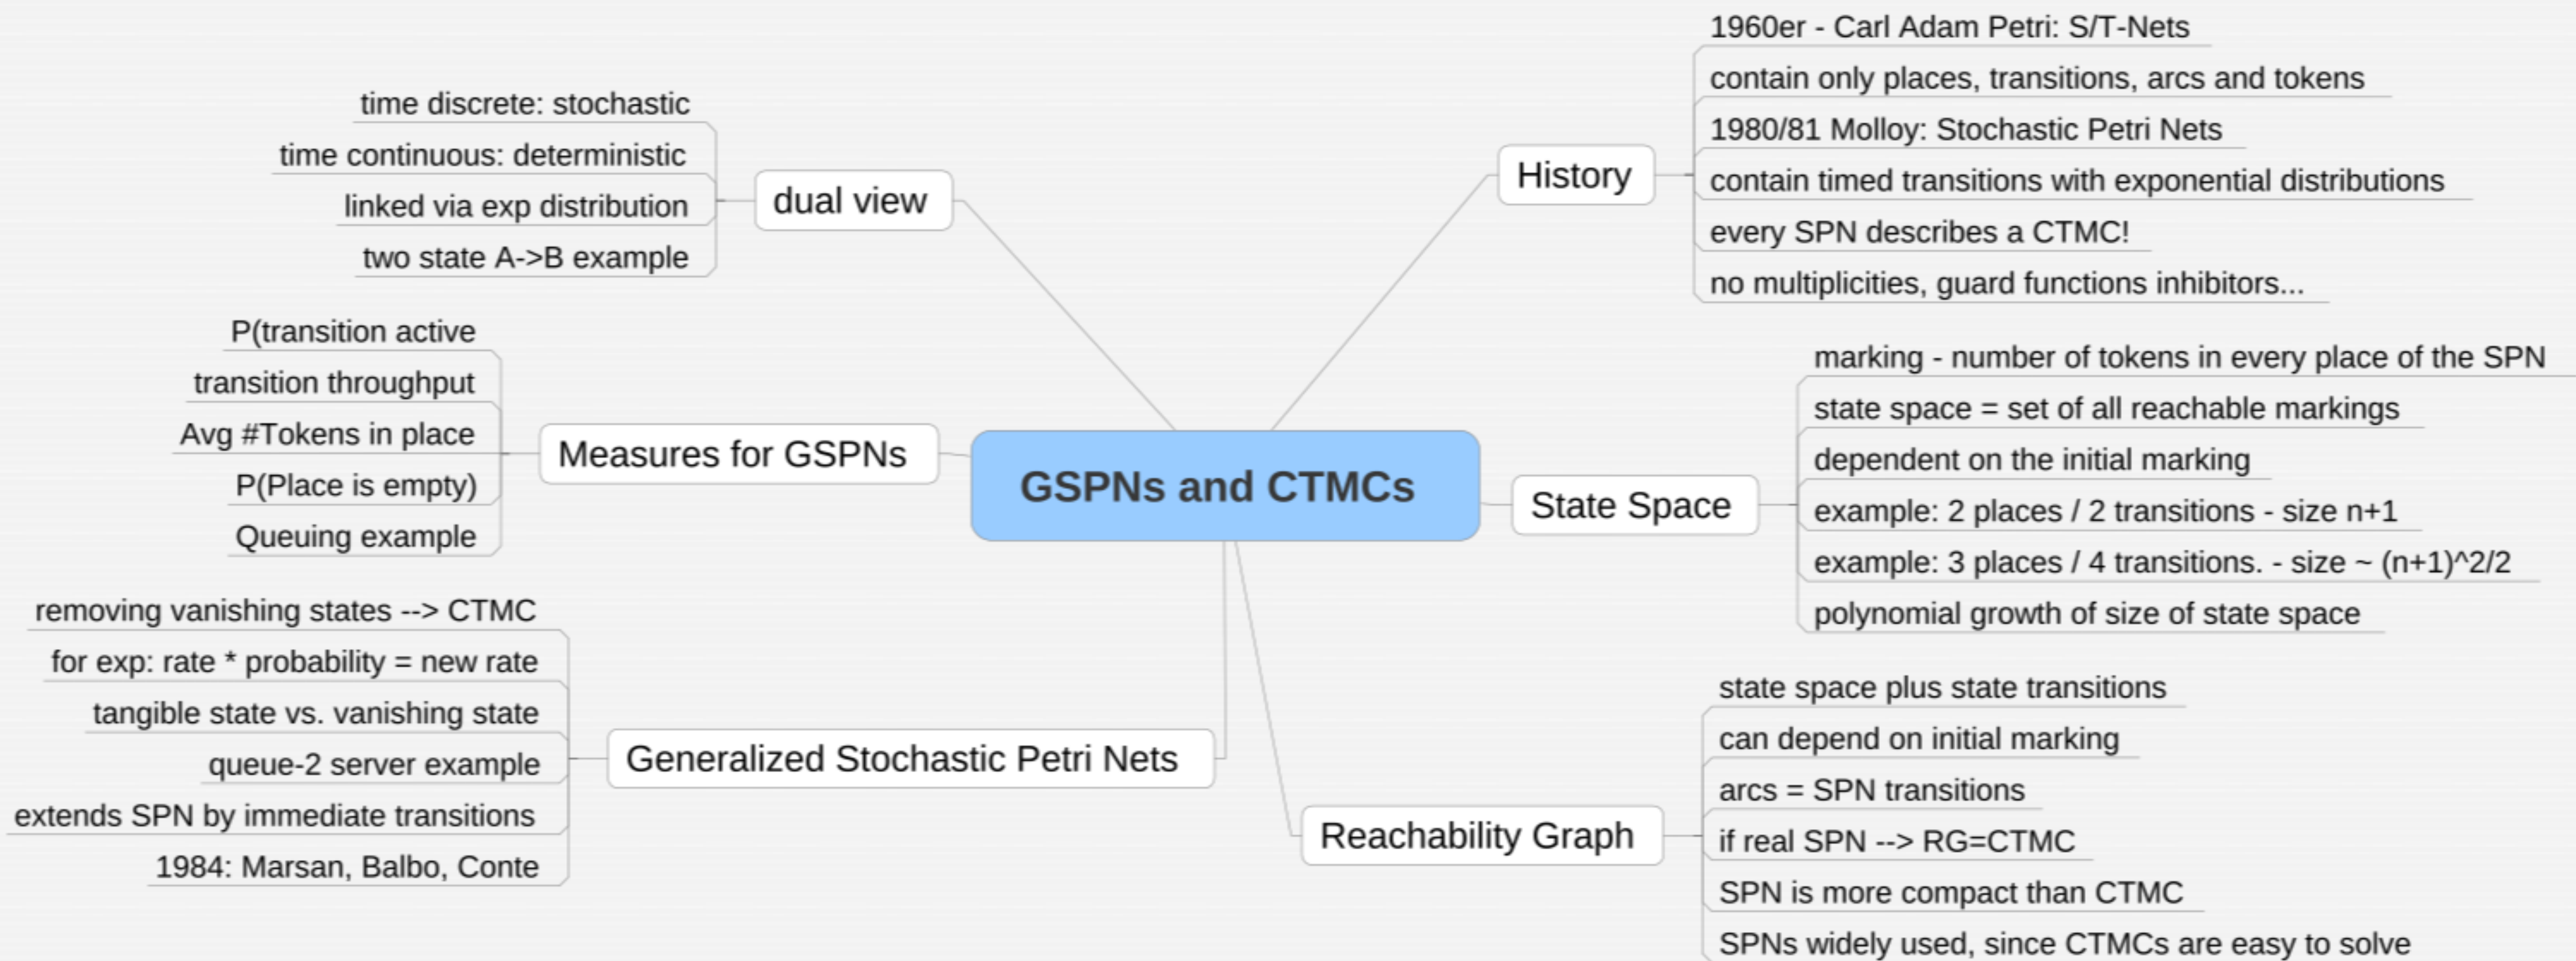 GSPNs and CTMCs
History
1960er - Carl Adam Petri: S/T-Nets
contain only places, transitions, arcs and tokens
1980/81 Molloy: Stochastic Petri Nets
contain timed transitions with exponential distributions
every SPN describes a CTMC!
no multiplicities, guard functions inhibitors...
State Space
marking - number of tokens in every place of the SPN
state space = set of all reachable markings
dependent on the initial marking
example: 2 places / 2 transitions - size n+1
example: 3 places / 4 transitions. - size ~ (n+1)^2/2
polynomial growth of size of state space
Reachability Graph
state space plus state transitions
can depend on initial marking
arcs = SPN transitions
if real SPN --> RG=CTMC
SPN is more compact than CTMC
SPNs widely used, since CTMCs are easy to solve
dual view
time discrete: stochastic
time continuous: deterministic
linked via exp distribution
two state A->B example
Measures for GSPNs
P(transition active
transition throughput
Avg #Tokens in place
P(Place is empty)
Queuing example
Generalized Stochastic Petri Nets
removing vanishing states --> CTMC
for exp: rate * probability = new rate
tangible state vs. vanishing state
queue-2 server example
extends SPN by immediate transitions
1984: Marsan, Balbo, Conte